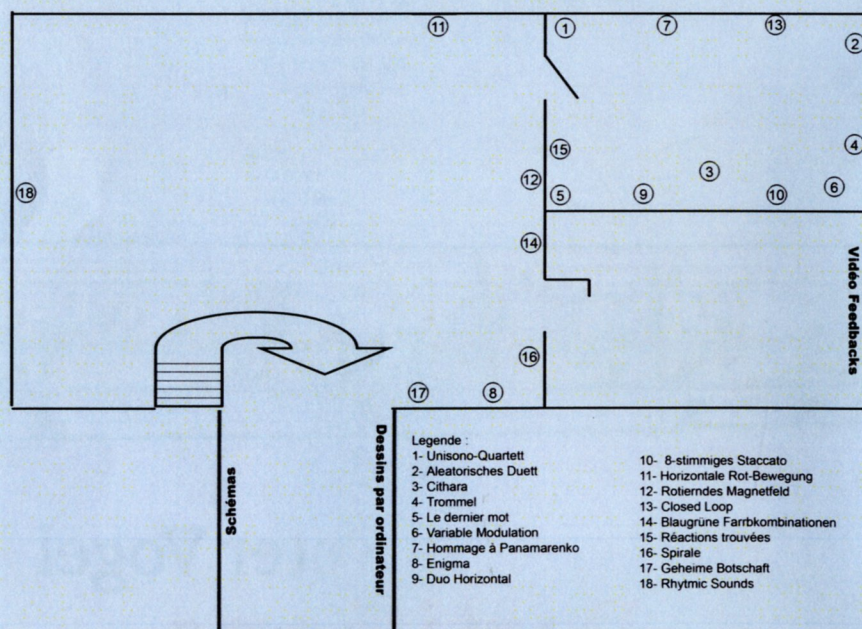 11
1
7
13
2
15
4
3
18
12
5
9
10
6
14
Vidéo Feedbacks
16
17
8
Schémas
Dessins par ordinateur
Legende :
1- Unisono-Quartett
2- Aleatorisches Duett
3- Cithara
4- Trommel
5- Le dernier mot
6- Variable Modulation
7- Hommage à Panamarenko
8- Enigma
9- Duo Horizontal
10- 8-stimmiges Staccato
11- Horizontale Rot-Bewegung
12- Rotierndes Magnetfeld
13- Closed Loop
14- Blaugrüne Farrbkombinationen
15- Réactions trouvées
16- Spirale
17- Geheime Botschaft
18- Rhytmic Sounds